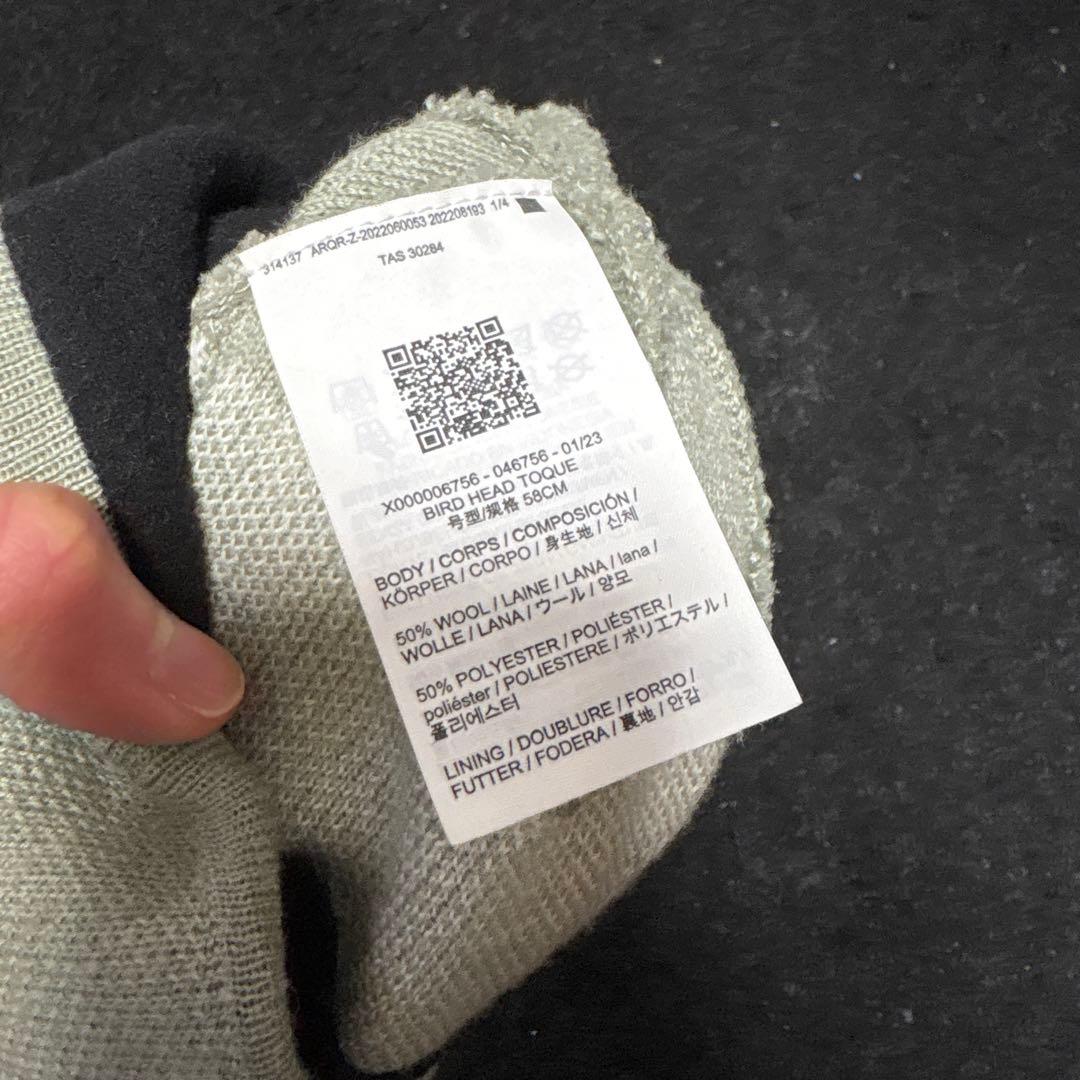 314137 ARQR-Z-2022060053 202208193 1/4
TAS 30284
X000006756 - 046756 - 01/23
BIRD HEAD TOQUE
号型/规格 58CM
BODY / CORPS / COMPOSICIÓN /
KÖRPER / CORPO / 身生地 / 신체
50% WOOL / LAINE / LANA / lana /
WOLLE / LANA / ウール / 양모
50% POLYESTER / POLIÉSTER /
poliéster / POLIESTERE / ポリエステル /
폴리에스터
LINING / DOUBLURE / FORRO /
FUTTER / FODERA / 裏地 / 안감